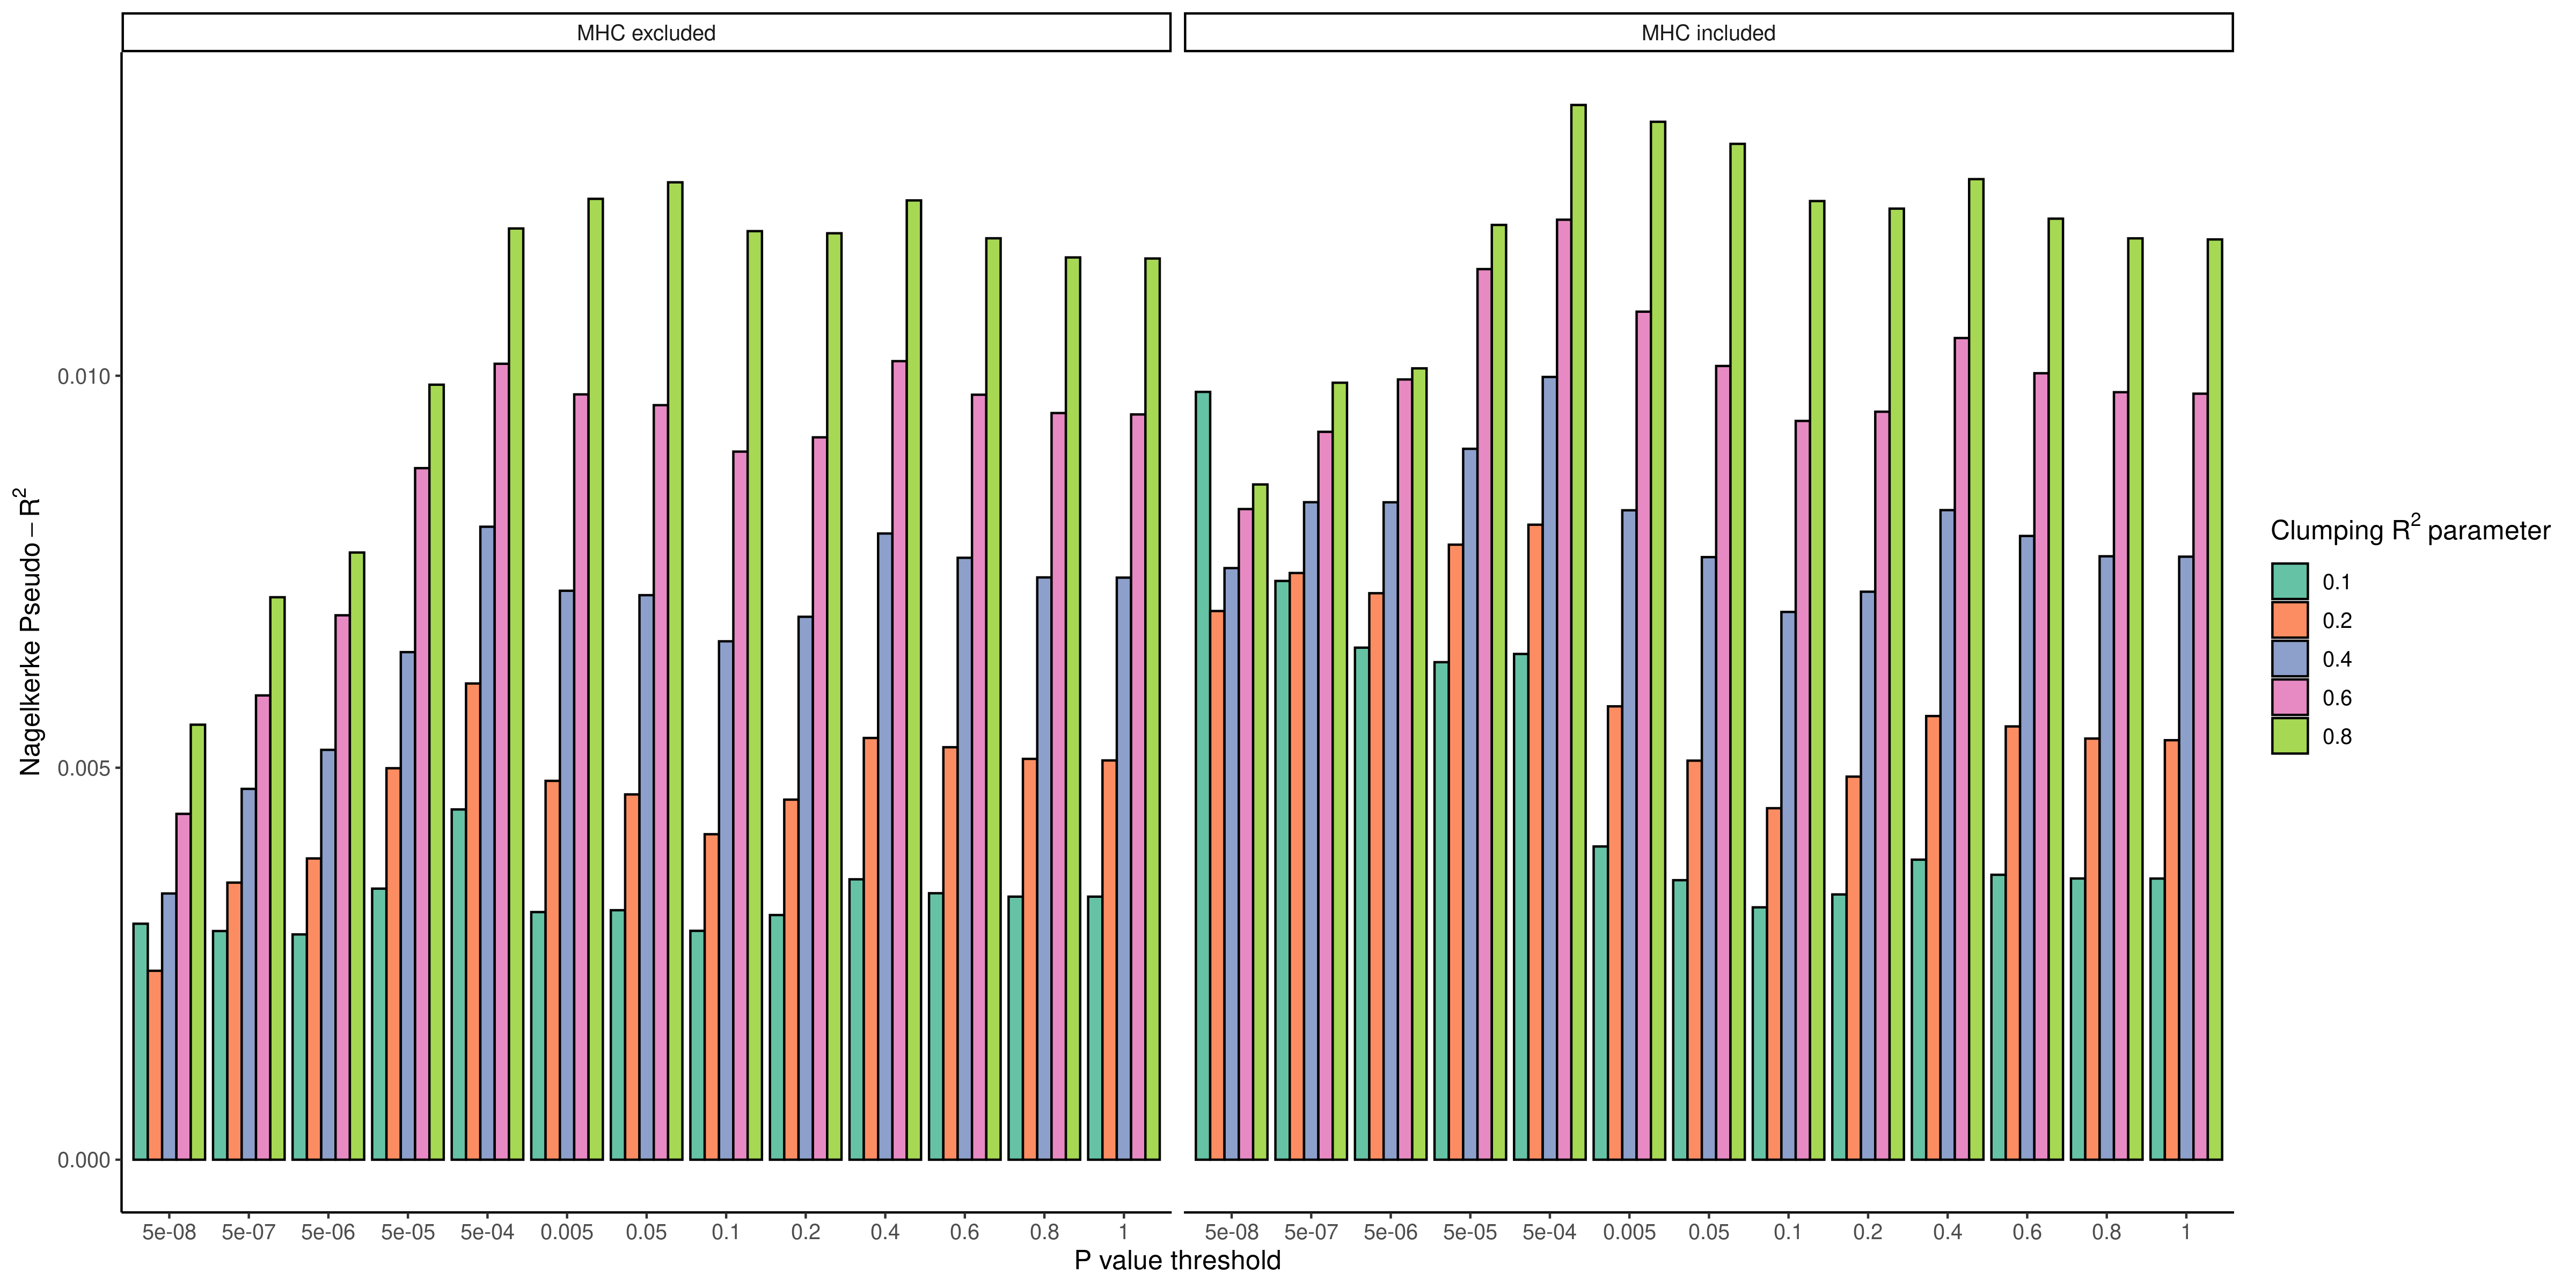 MHC excluded
MHC included
Nagelkerke Pseudo – R²
0.010
0.005
0.000
5e-08 5e-07 5e-06 5e-05 5e-04 0.005 0.05 0.1 0.2 0.4 0.6 0.8 1
5e-08 5e-07 5e-06 5e-05 5e-04 0.005 0.05 0.1 0.2 0.4 0.6 0.8 1
P value threshold
Clumping R² parameter
0.1
0.2
0.4
0.6
0.8